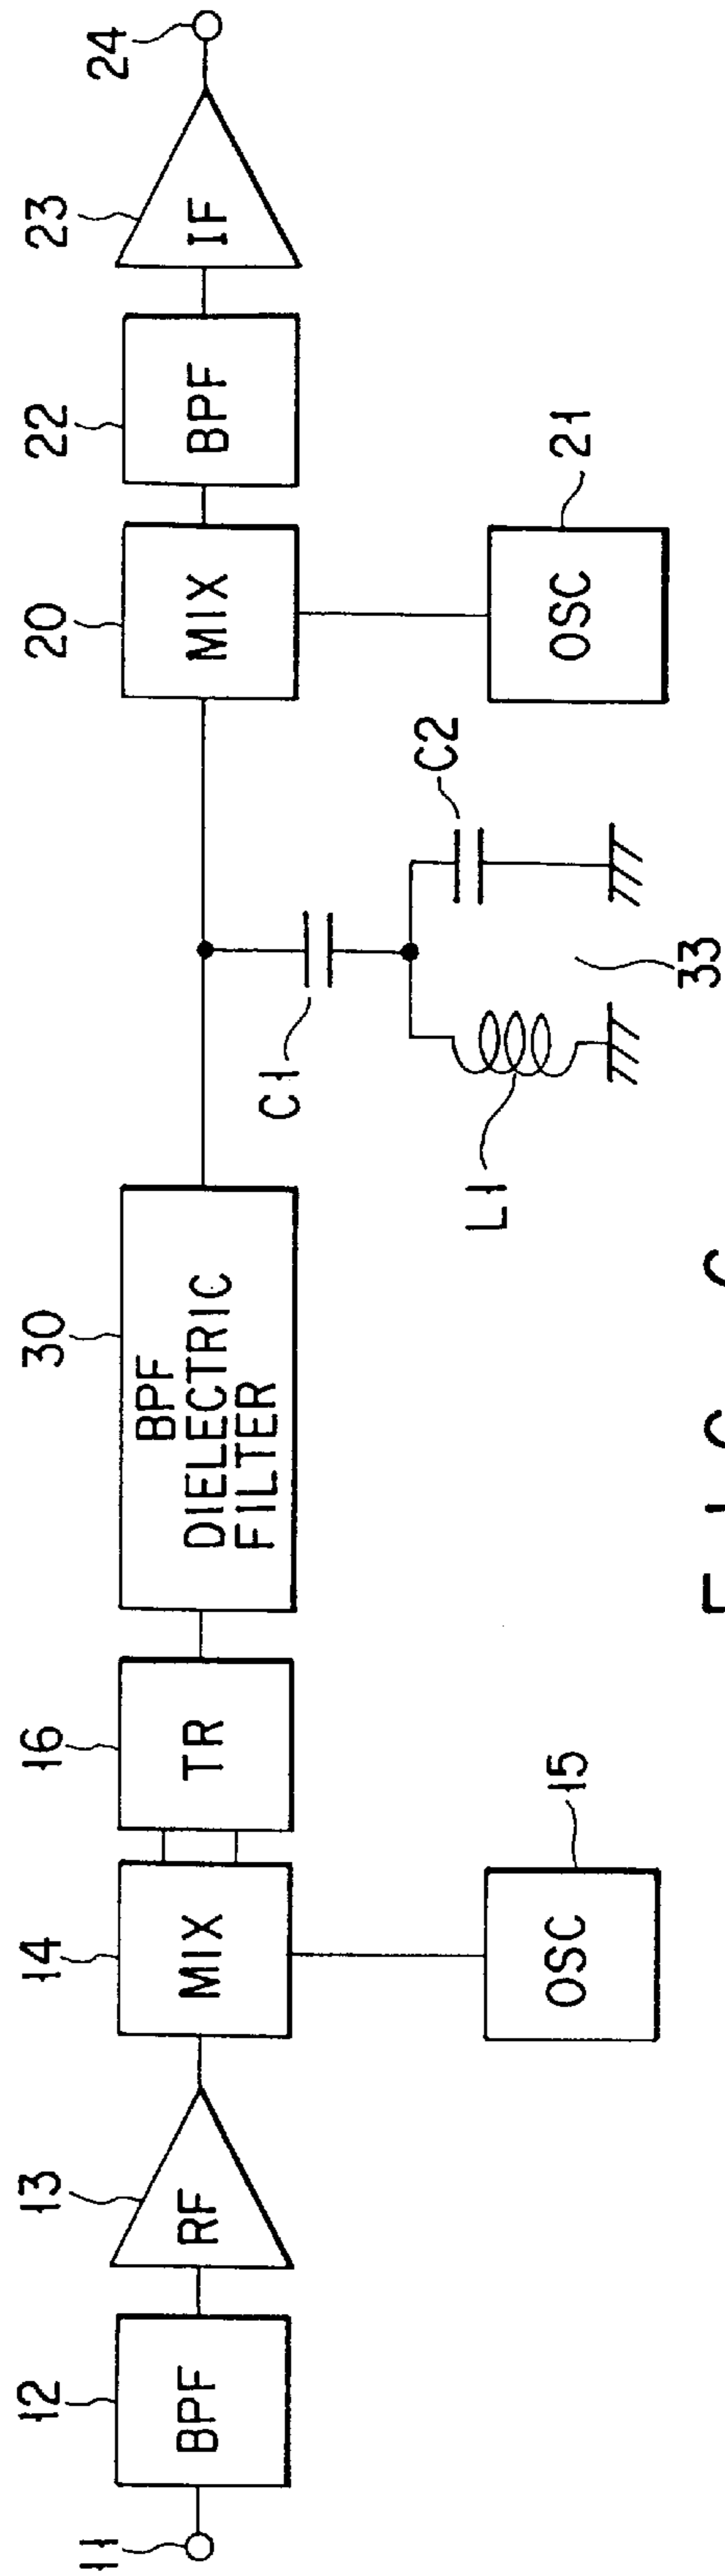 11
12
BPF
13
RF
14
MIX
15
OSC
16
TR
30
BPF
DIELECTRIC
FILTER
C1
L1
C2
33
20
MIX
21
OSC
22
BPF
23
IF
24